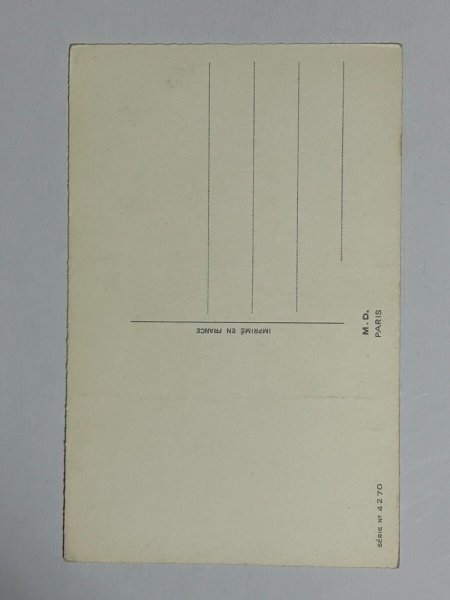 IMPRIMÉ EN FRANCE
M. D.
PARIS
SÉRIE Nº 4270